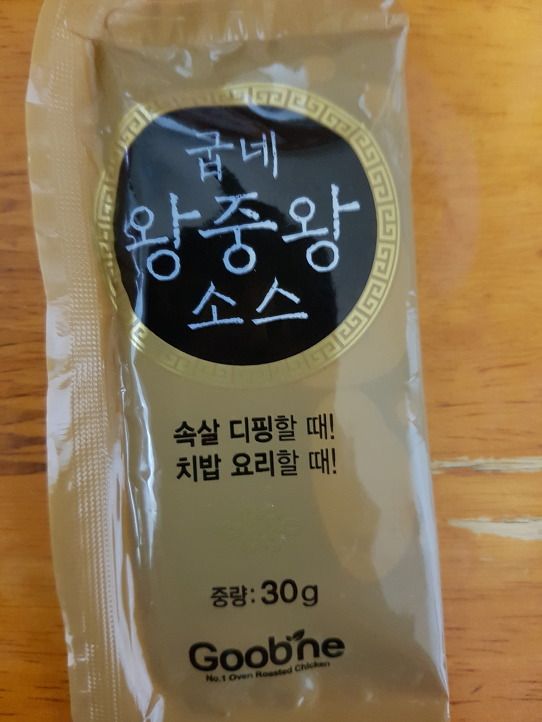 굽네
왕중왕
소스
속살 디핑할 때!
치밥 요리할 때!
중량: 30g
Goobne
No.1 Oven Roasted Chicken